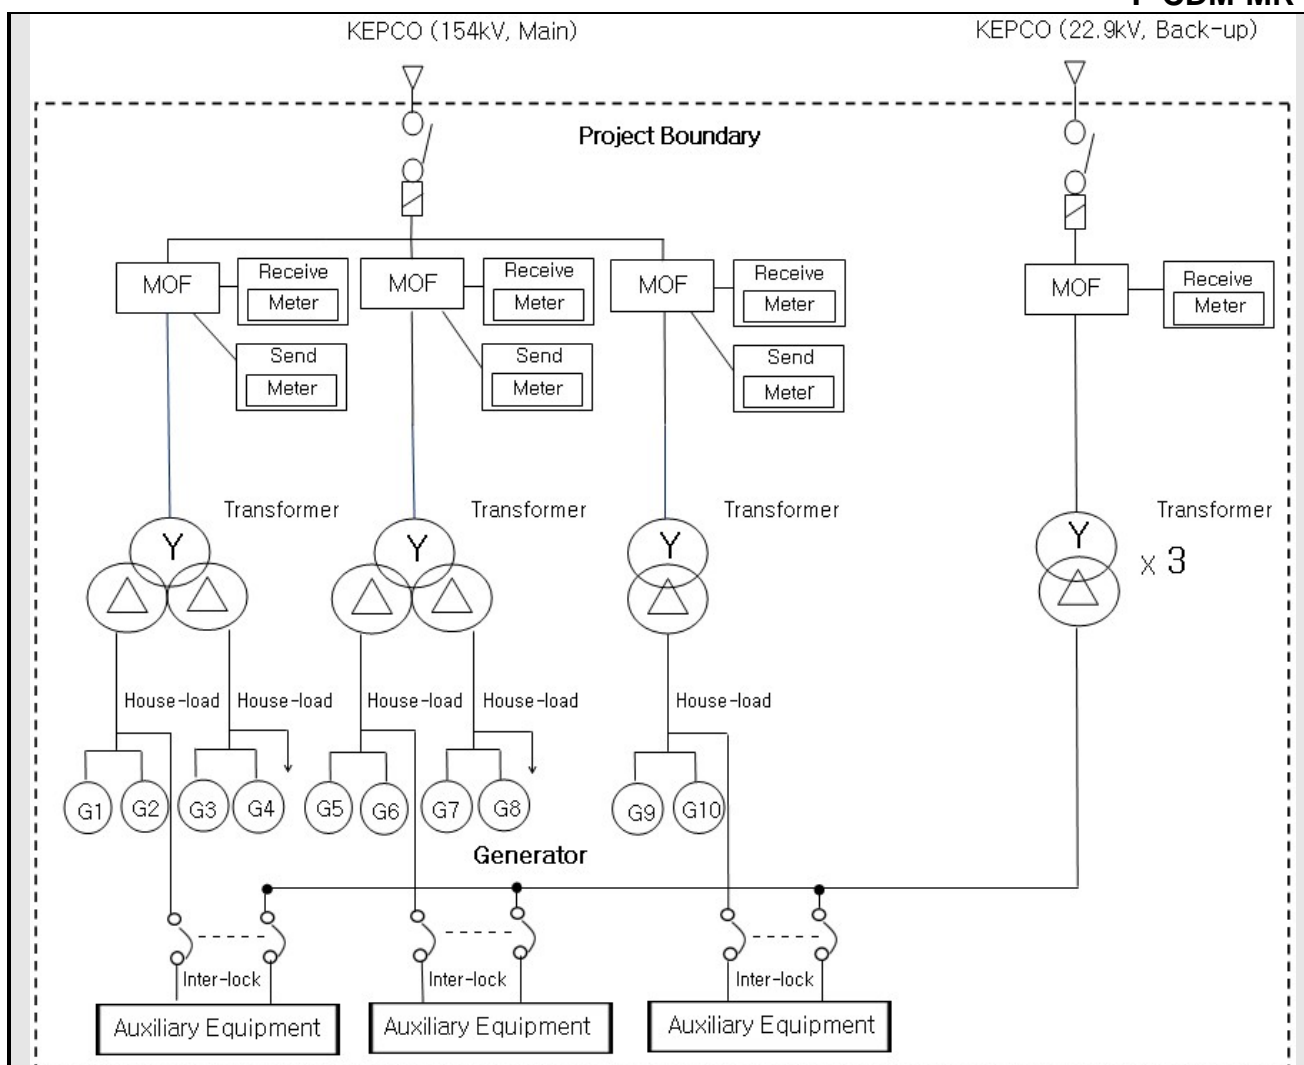 KEPCO (154kV, Main)
KEPCO (22.9kV, Back-up)
Project Boundary
MOF
Receive
Meter
Send
Meter
MOF
Receive
Meter
Send
Meter
MOF
Receive
Meter
Send
Meter
MOF
Receive
Meter
Transformer
Transformer
Transformer
Transformer
Y
Y
Y
Y
x 3
House-load
House-load
House-load
House-load
House-load
G1
G2
G3
G4
G5
G6
G7
G8
G9
G10
Generator
Inter-lock
Inter-lock
Inter-lock
Auxiliary Equipment
Auxiliary Equipment
Auxiliary Equipment